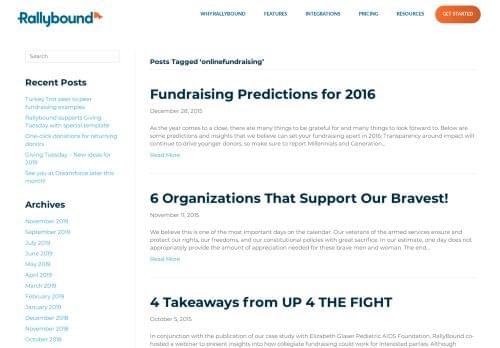 Rallybound
WHY RALLYBOUND FEATURES INTEGRATIONS PRICING RESOURCES GET STARTED
Search
Recent Posts
Turkey Trot peer to peer
fundraising examples
Rallybound supports Giving
Tuesday with special template
One-click donations for returning
donors
Giving Tuesday – New ideas for
2019
See you at Dreamforce later this
month!
Archives
November 2019
September 2019
July 2019
June 2019
May 2019
April 2019
March 2019
February 2019
January 2019
December 2018
November 2018
October 2018
Posts Tagged ‘onlinefundraising’
Fundraising Predictions for 2016
December 28, 2015
As the year comes to a close, there are many things to be grateful for and many things to look forward to. Below are
some predictions and insights that we believe can set your fundraising apart in 2016: Transparency around impact will
continue to drive younger donors, so make sure to report Millennials and Generation...
Read More
6 Organizations That Support Our Bravest!
November 11, 2015
We believe this is one of the most important days on the calendar. Our veterans of the armed services ensure and
protect our rights, our freedoms, and our constitutional policies with great sacrifice. In our estimate, one day does not
appropriately provide the amount of appreciation needed for these brave men and woman. The end...
Read More
4 Takeaways from UP 4 THE FIGHT
October 5, 2015
In conjunction with the publication of our case study with Elizabeth Glaser Pediatric AIDS Foundation, RallyBound co-
hosted a webinar to present insights into how collegiate fundraising could work for interested parties. Although